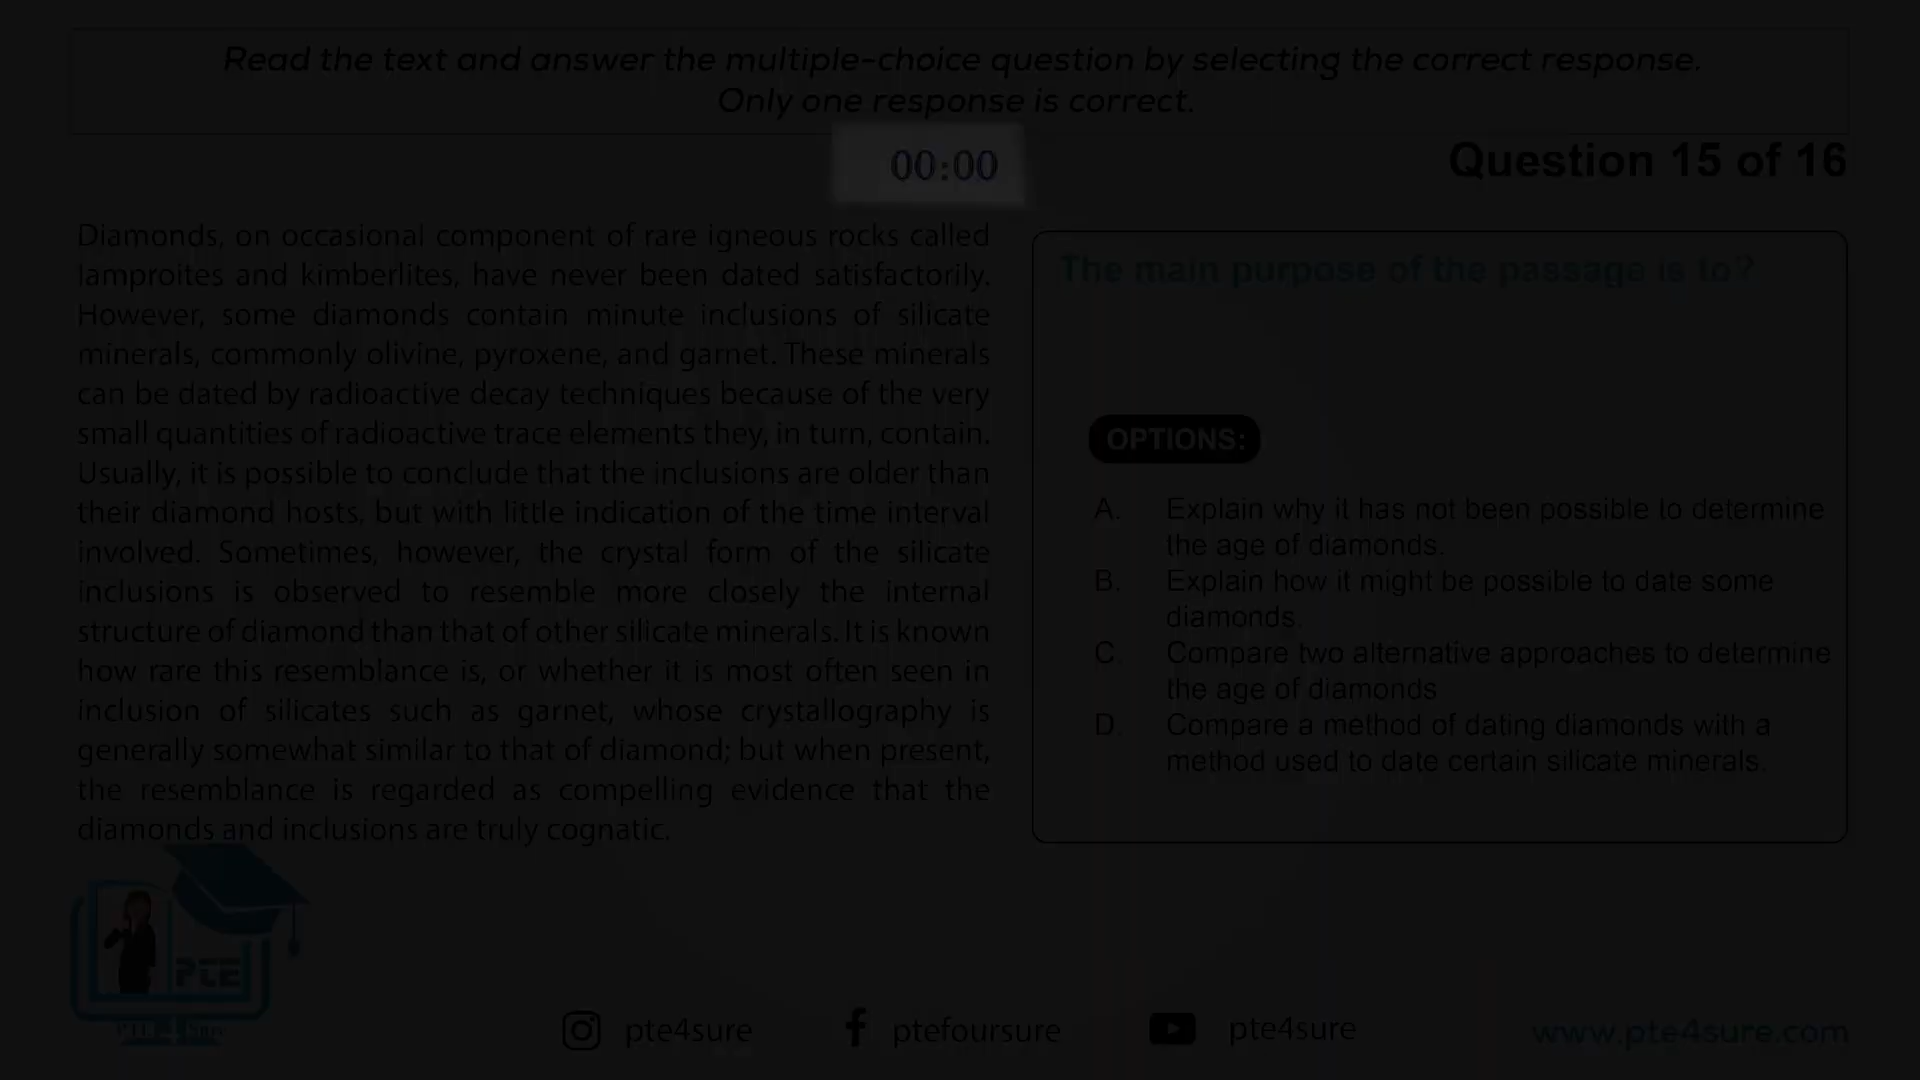 Read the text and answer the multiple-choice question by selecting the correct response.
Only one response is correct.
00:00
Question 15 of 16
Diamonds, on occasional component of rare igneous rocks called
lamproites and kimberlites, have never been dated satisfactorily.
However, some diamonds contain minute inclusions of silicate
minerals, commonly olivine, pyroxene, and garnet. These minerals
can be dated by radioactive decay techniques because of the very
small quantities of radioactive trace elements they, in turn, contain.
Usually, it is possible to conclude that the inclusions are older than
their diamond hosts, but with little indication of the time interval
involved. Sometimes, however, the crystal form of the silicate
inclusions is observed to resemble more closely the internal
structure of diamond than that of other silicate minerals. It is known
how rare this resemblance is, or whether it is most often seen in
inclusion of silicates such as garnet, whose crystallography is
generally somewhat similar to that of diamond; but when present,
the resemblance is regarded as compelling evidence that the
diamonds and inclusions are truly cognatic.
The main purpose of the passage is to?
OPTIONS:
A. Explain why it has not been possible to determine
the age of diamonds.
B. Explain how it might be possible to date some
diamonds.
C. Compare two alternative approaches to determine
the age of diamonds
D. Compare a method of dating diamonds with a
method used to date certain silicate minerals.
PTE
PTE 4 Sure
pte4sure
ptefoursure
pte4sure
www.pte4sure.com